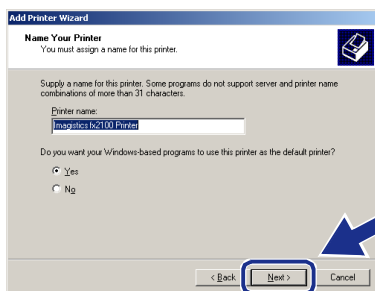 Add Printer Wizard
Name Your Printer
You must assign a name for this printer.
Supply a name for this printer. Some programs do not support server and printer name
combinations of more than 31 characters.
Printer name:
Imagistics fx2100 Printer
Do you want your Windows-based programs to use this printer as the default printer?
Yes
No
< Back
Next >
Cancel